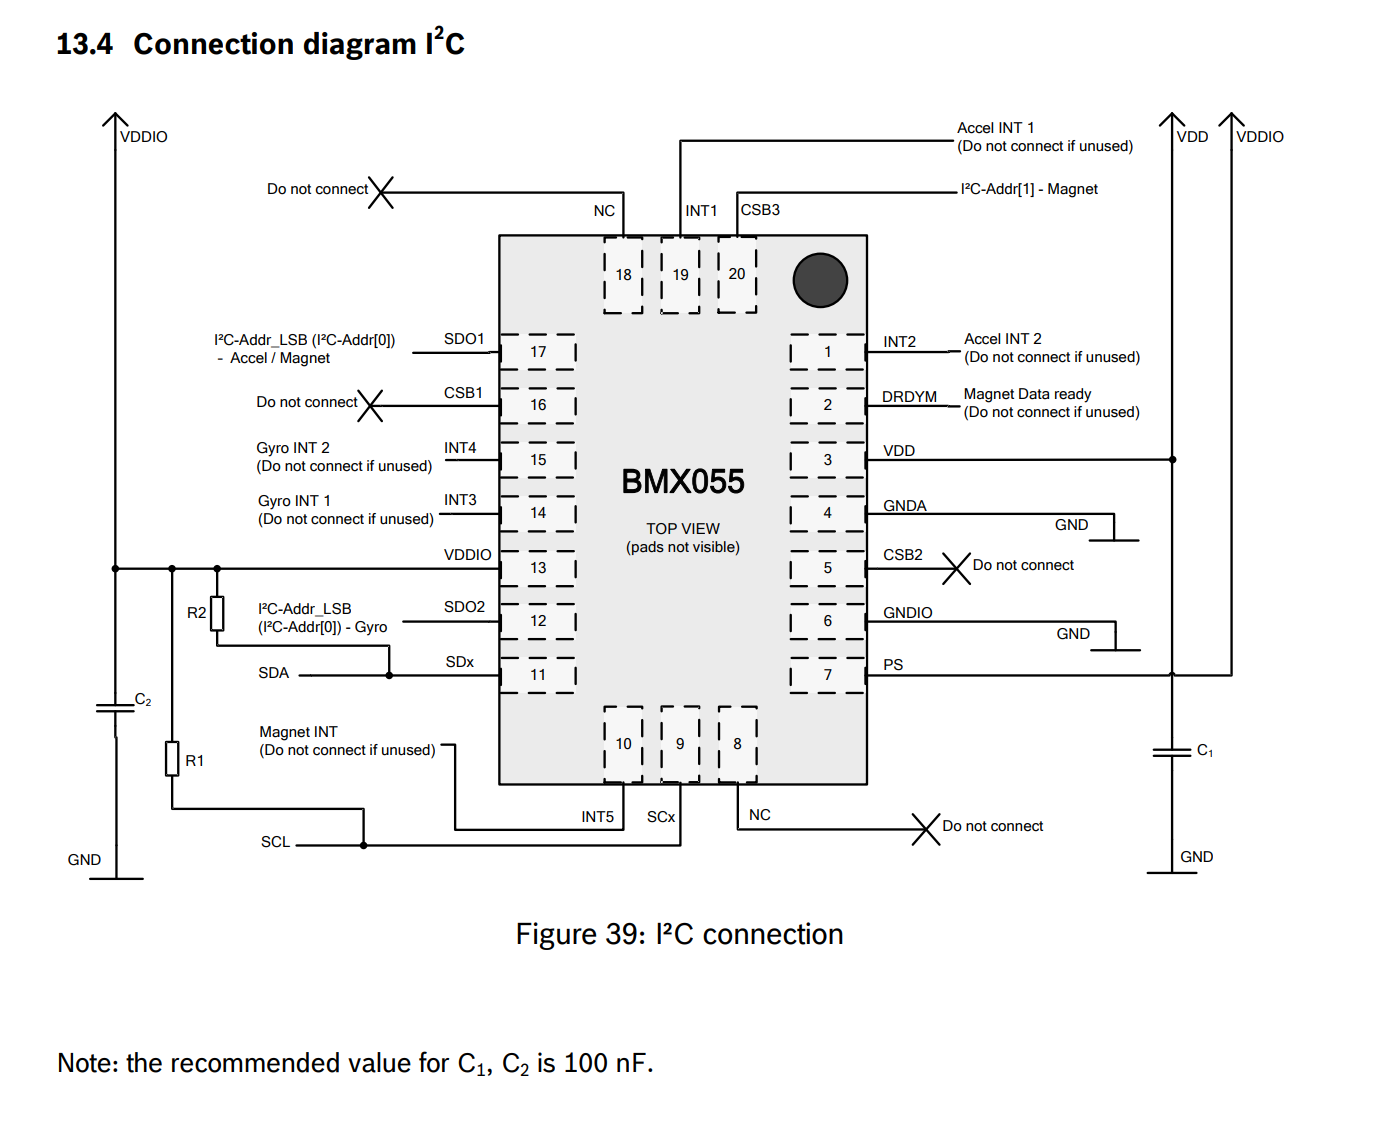 13.4 Connection diagram I²C
VDDIO
Accel INT 1
(Do not connect if unused)
VDD
VDDIO
Do not connect
I²C-Addr[1] - Magnet
NC
INT1
CSB3
18
19
20
I²C-Addr_LSB (I²C-Addr[0])
- Accel / Magnet
SDO1
17
1
INT2
Accel INT 2
(Do not connect if unused)
Do not connect
CSB1
16
2
DRDYM
Magnet Data ready
(Do not connect if unused)
Gyro INT 2
(Do not connect if unused)
INT4
15
3
VDD
BMX055
Gyro INT 1
(Do not connect if unused)
INT3
14
TOP VIEW
(pads not visible)
4
GNDA
GND
VDDIO
13
5
CSB2
Do not connect
R2
I²C-Addr_LSB
(I²C-Addr[0]) - Gyro
SDO2
12
6
GNDIO
GND
SDA
SDx
11
7
PS
C₂
Magnet INT
(Do not connect if unused)
10
9
8
R1
C₁
INT5
SCx
NC
Do not connect
SCL
GND
GND
Figure 39: I²C connection
Note: the recommended value for C₁, C₂ is 100 nF.